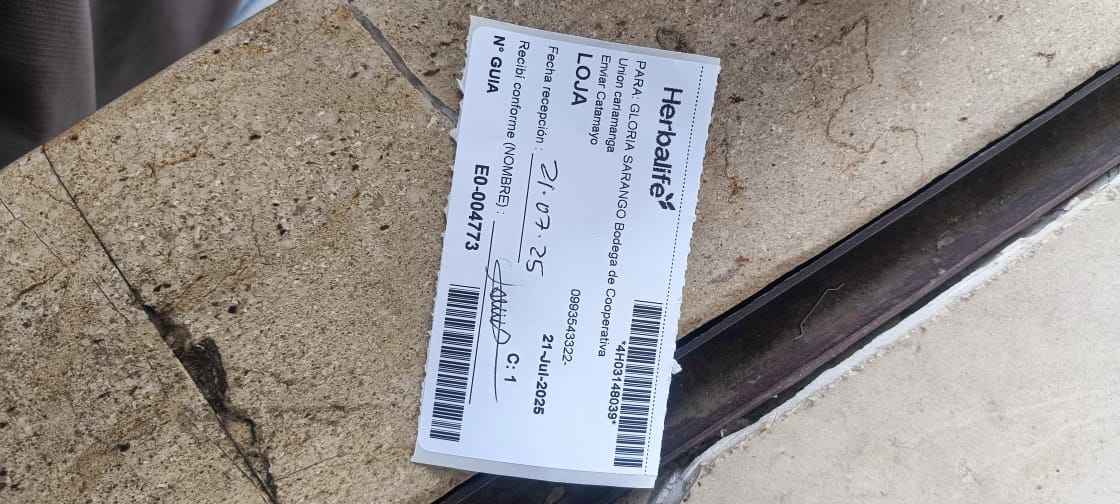 Herbalife
*4H03148039*
PARA: GLORIA SARANGO Bodega de Cooperativa
Union cariamanga
Enviar Catamayo
0993543322-
LOJA
21-Jul-2025
Fecha recepción : 21.07.25
C: 1
Recibí conforme (NOMBRE) :
N° GUIA E0-004773